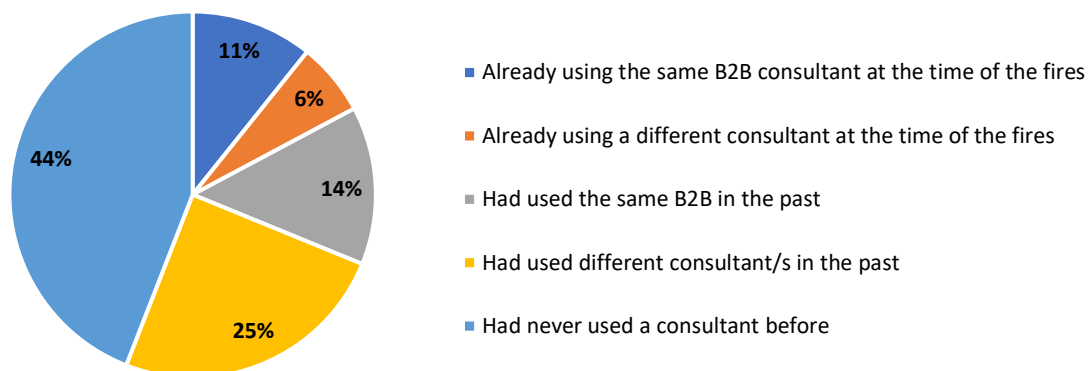 11%
6%
14%
25%
44%
Already using the same B2B consultant at the time of the fires
Already using a different consultant at the time of the fires
Had used the same B2B in the past
Had used different consultant/s in the past
Had never used a consultant before